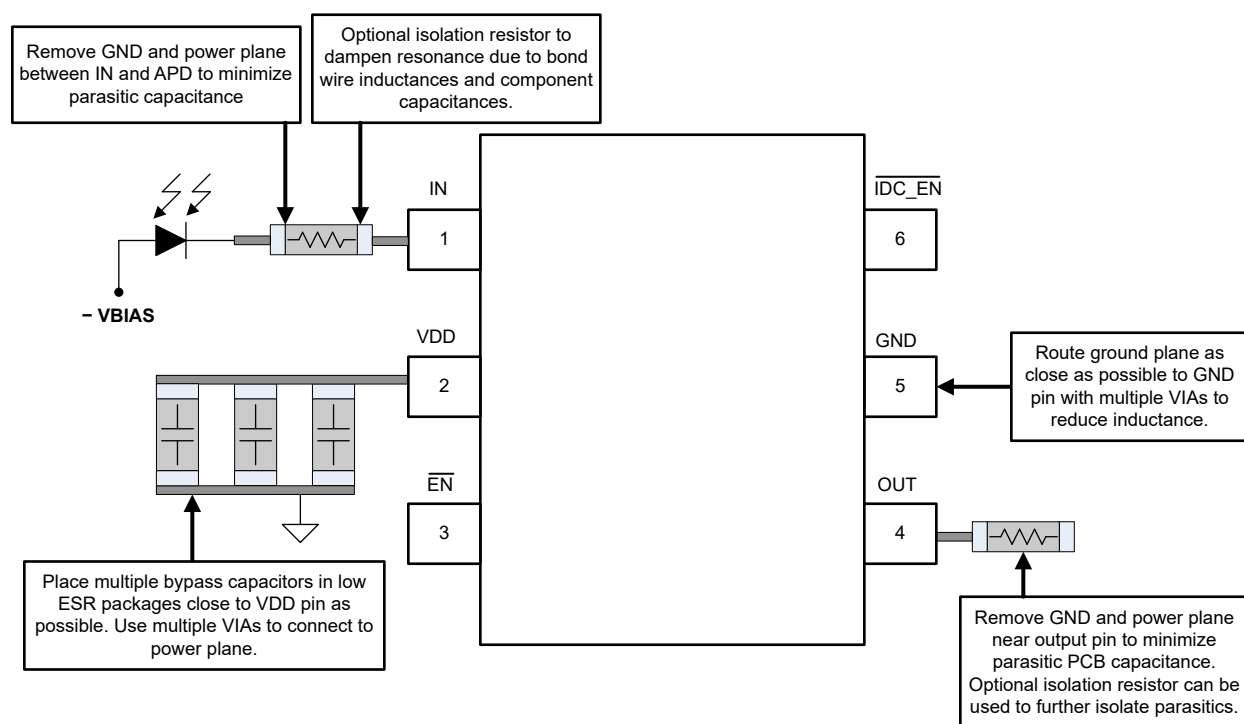 Remove GND and power plane
between IN and APD to minimize
parasitic capacitance
Optional isolation resistor to
dampen resonance due to bond
wire inductances and component
capacitances.
IN
1
− VBIAS
VDD
2
EN
3
Place multiple bypass capacitors in low
ESR packages close to VDD pin as
possible. Use multiple VIAs to connect to
power plane.
IDC_EN
6
GND
5
Route ground plane as
close as possible to GND
pin with multiple VIAs to
reduce inductance.
OUT
4
Remove GND and power plane
near output pin to minimize
parasitic PCB capacitance.
Optional isolation resistor can be
used to further isolate parasitics.